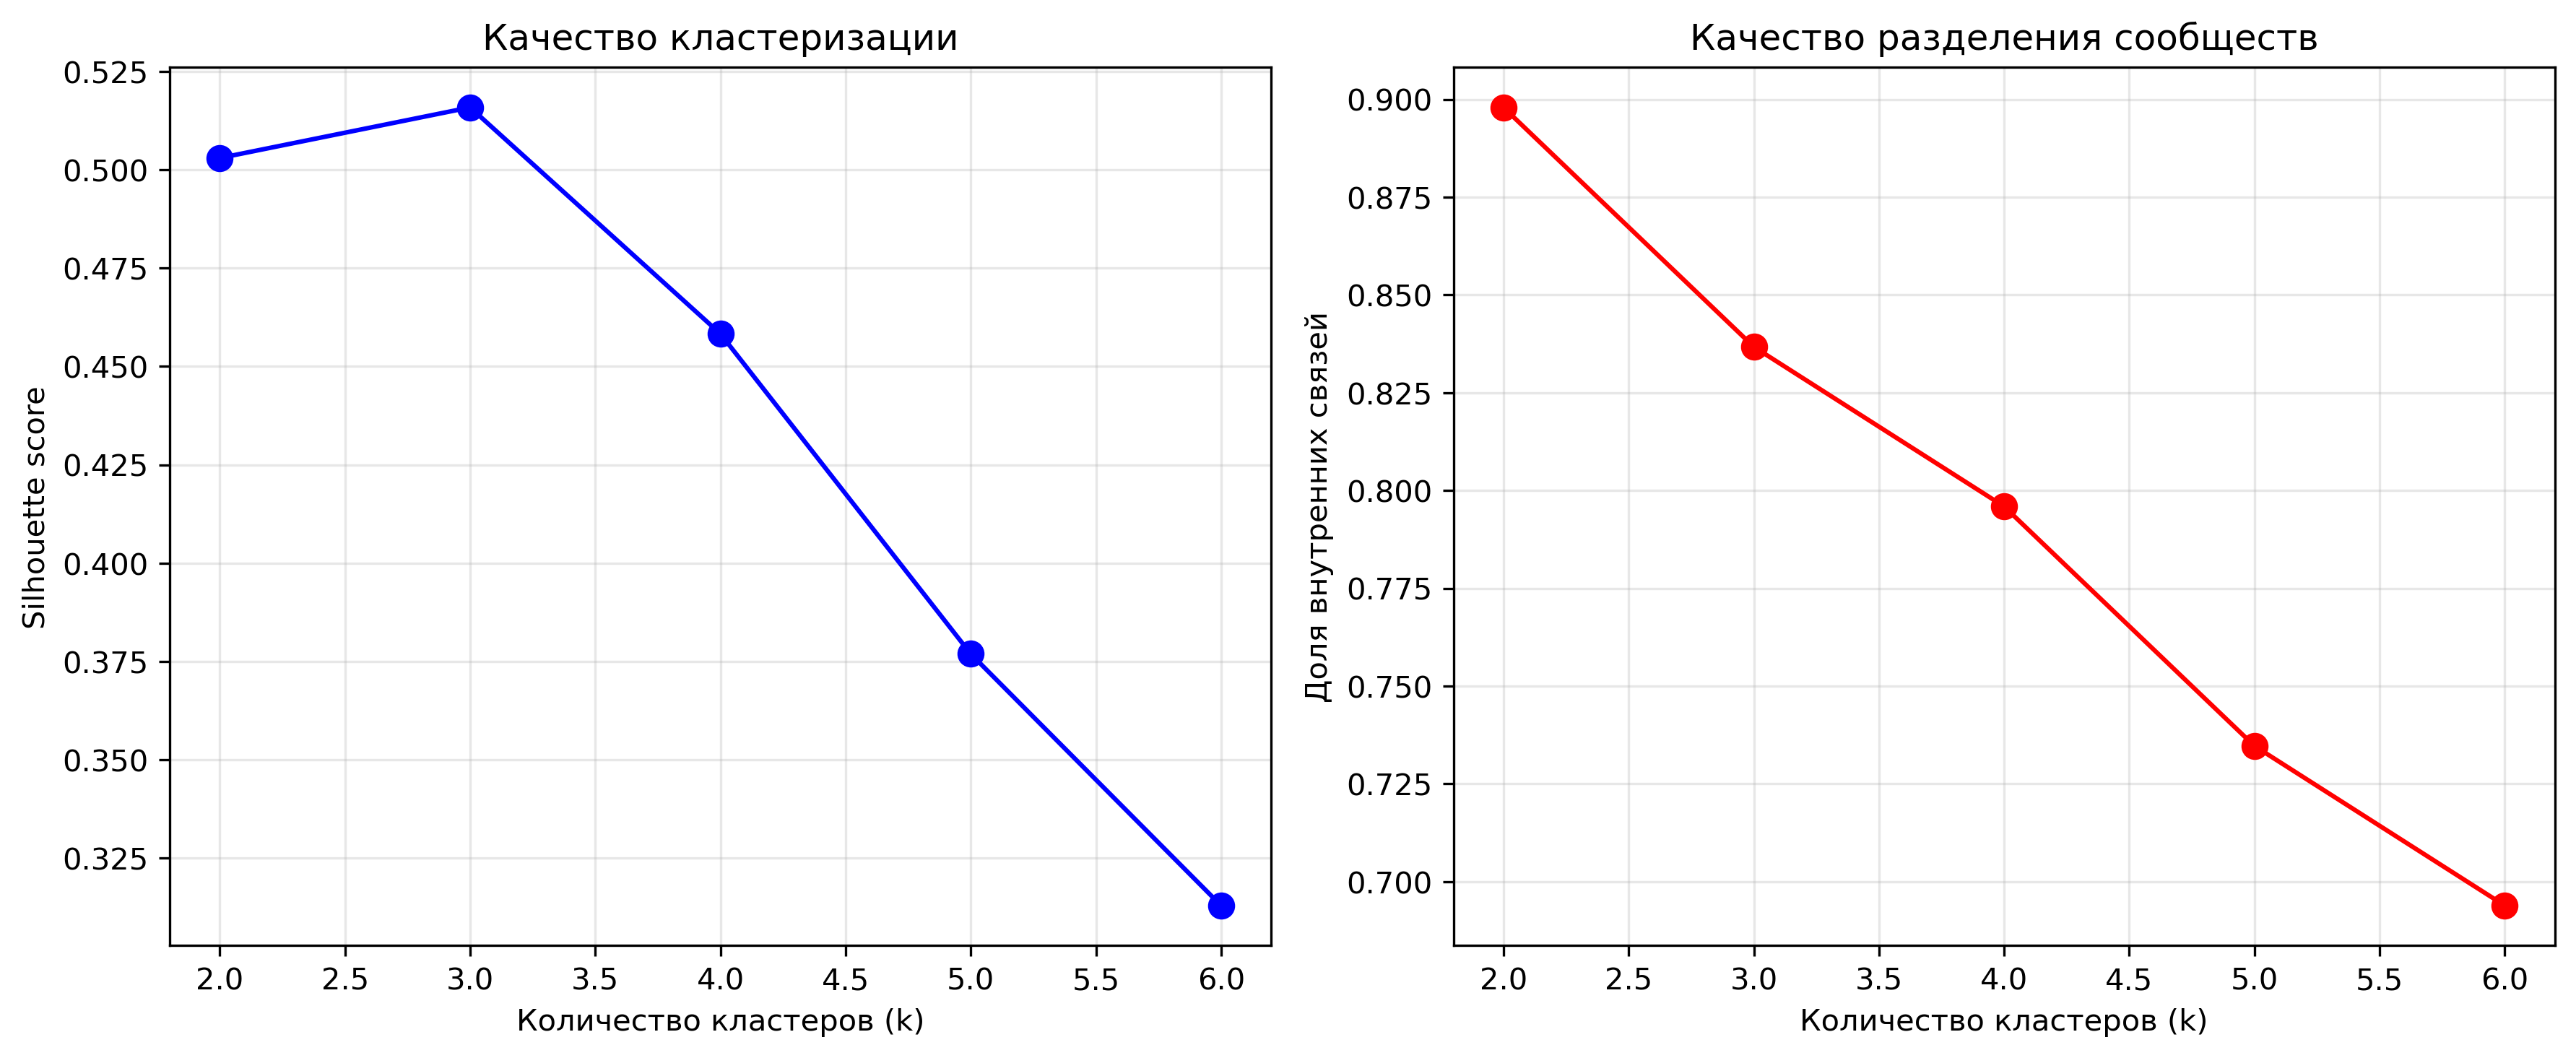 Качество кластеризации
Silhouette score
0.525
0.500
0.475
0.450
0.425
0.400
0.375
0.350
0.325
2.0 2.5 3.0 3.5 4.0 4.5 5.0 5.5 6.0
Количество кластеров (k)
Качество разделения сообществ
Доля внутренних связей
0.900
0.875
0.850
0.825
0.800
0.775
0.750
0.725
0.700
2.0 2.5 3.0 3.5 4.0 4.5 5.0 5.5 6.0
Количество кластеров (k)